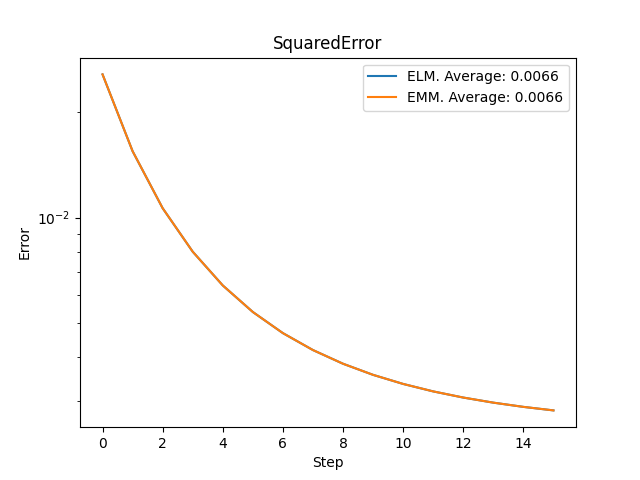 SquaredError
ELM. Average: 0.0066
EMM. Average: 0.0066
10⁻²
Error
0 2 4 6 8 10 12 14
Step